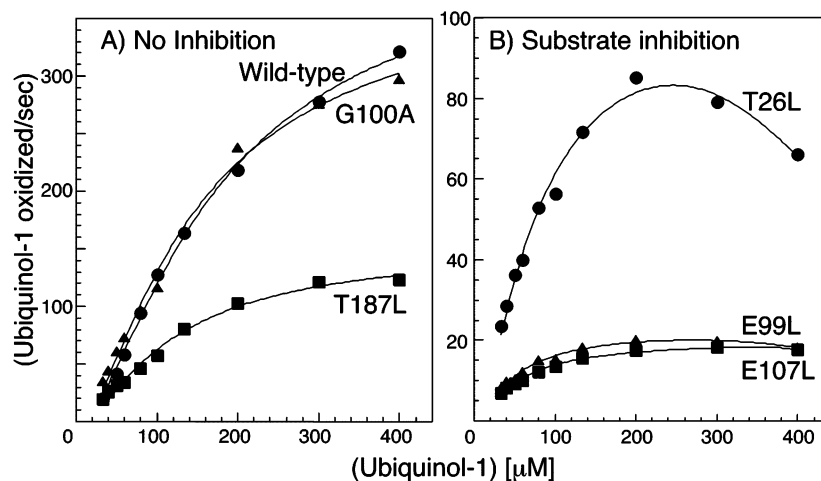 A) No Inhibition
Wild-type
G100A
T187L
300
200
100
0 100 200 300 400
B) Substrate inhibition
T26L
E99L
E107L
100
80
60
40
20
0 100 200 300 400
(Ubiquinol-1 oxidized/sec)
(Ubiquinol-1) [µM]